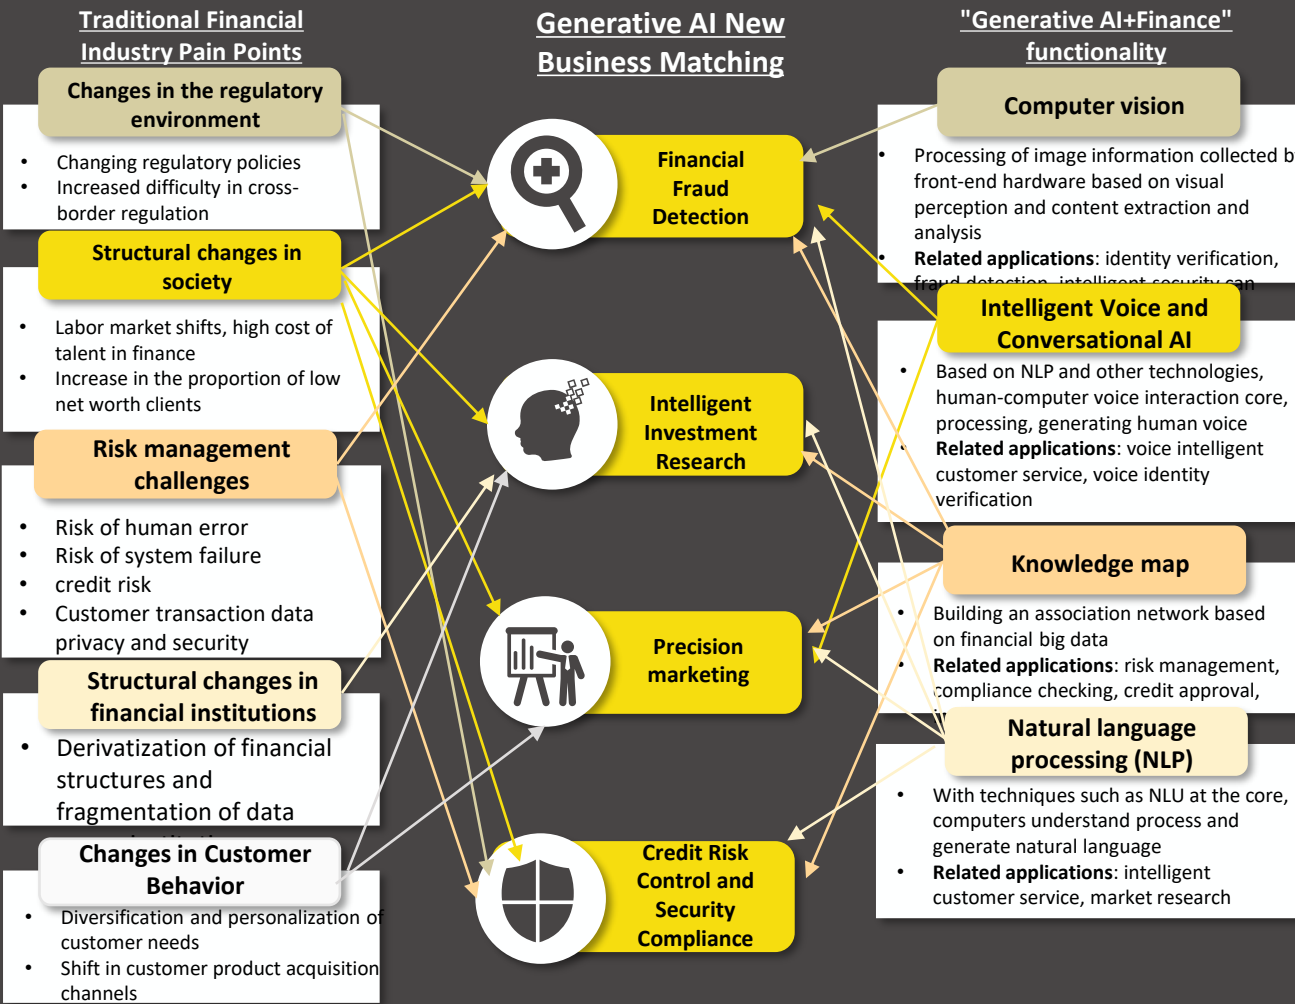 Traditional Financial
Industry Pain Points
Changes in the regulatory
environment
• Changing regulatory policies
• Increased difficulty in cross-
border regulation
Structural changes in
society
• Labor market shifts, high cost of
talent in finance
• Increase in the proportion of low
net worth clients
Risk management
challenges
• Risk of human error
• Risk of system failure
• credit risk
• Customer transaction data
privacy and security
Structural changes in
financial institutions
• Derivatization of financial
structures and
fragmentation of data
Changes in Customer
Behavior
• Diversification and personalization of
customer needs
• Shift in customer product acquisition
channels
Generative AI New
Business Matching
Financial
Fraud
Detection
Intelligent
Investment
Research
Precision
marketing
Credit Risk
Control and
Security
Compliance
"Generative AI+Finance"
functionality
Computer vision
• Processing of image information collected
front-end hardware based on visual
perception and content extraction and
analysis
• Related applications: identity verification,
fraud detection, intelligent security can
Intelligent Voice and
Conversational AI
• Based on NLP and other technologies,
human-computer voice interaction core,
processing, generating human voice
• Related applications: voice intelligent
customer service, voice identity
verification
Knowledge map
• Building an association network based
on financial big data
• Related applications: risk management,
compliance checking, credit approval,
Natural language
processing (NLP)
• With techniques such as NLU at the core,
computers understand process and
generate natural language
• Related applications: intelligent
customer service, market research